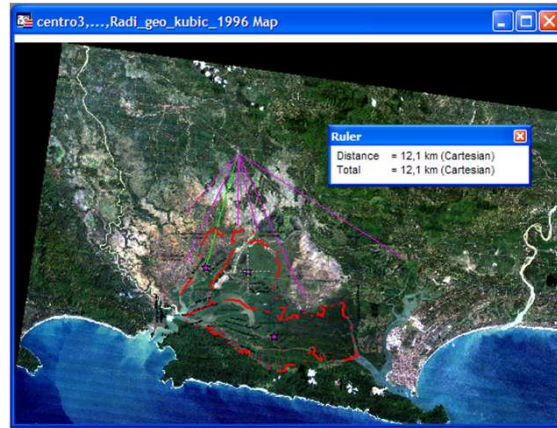 centro3,...,Radi_geo_kubic_1996 Map
Ruler
Distance = 12,1 km (Cartesian)
Total = 12,1 km (Cartesian)